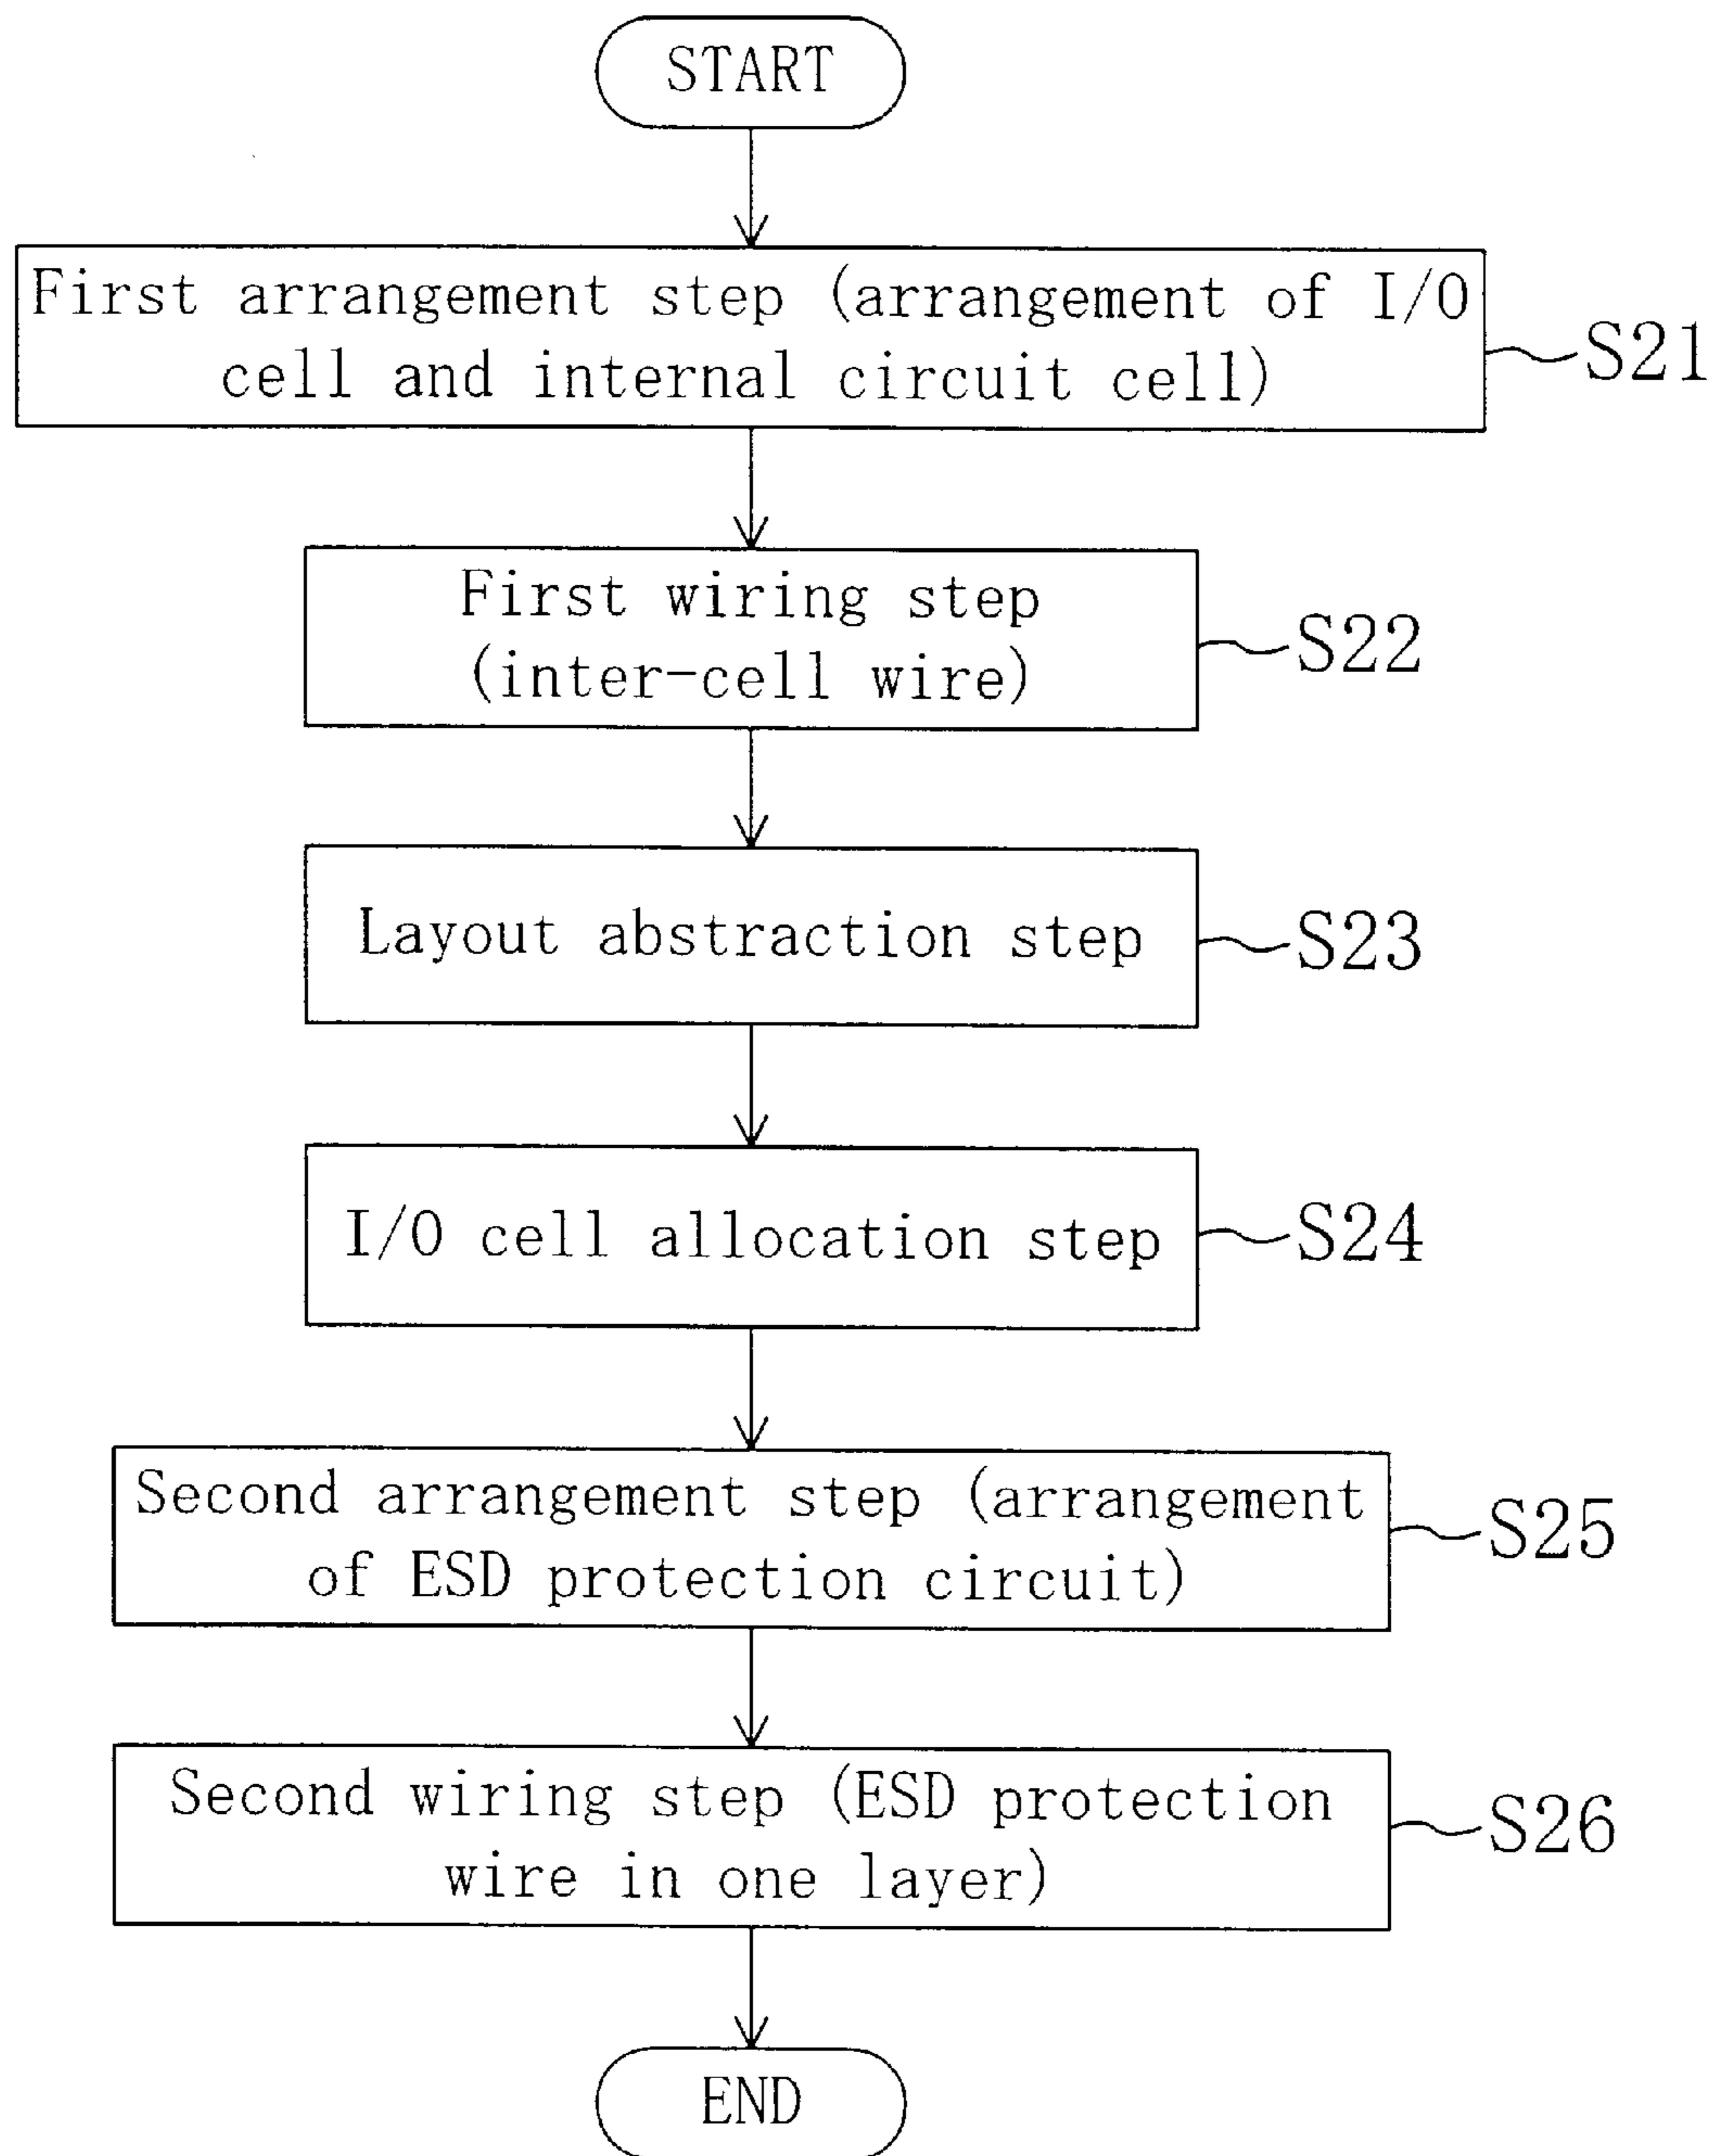 START
First arrangement step (arrangement of I/O
cell and internal circuit cell)
S21
First wiring step
(inter-cell wire)
S22
Layout abstraction step
S23
I/O cell allocation step
S24
Second arrangement step (arrangement
of ESD protection circuit)
S25
Second wiring step (ESD protection
wire in one layer)
S26
END